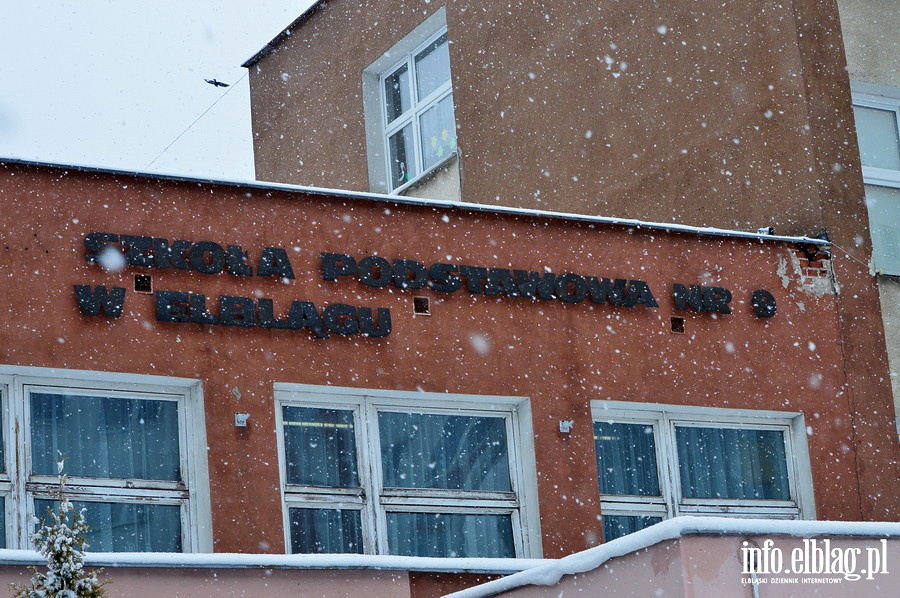 SZKOŁA PODSTAWOWA NR 9
W ELBLĄGU
info.elblag.pl
ELBLĄSKI DZIENNIK INTERNETOWY